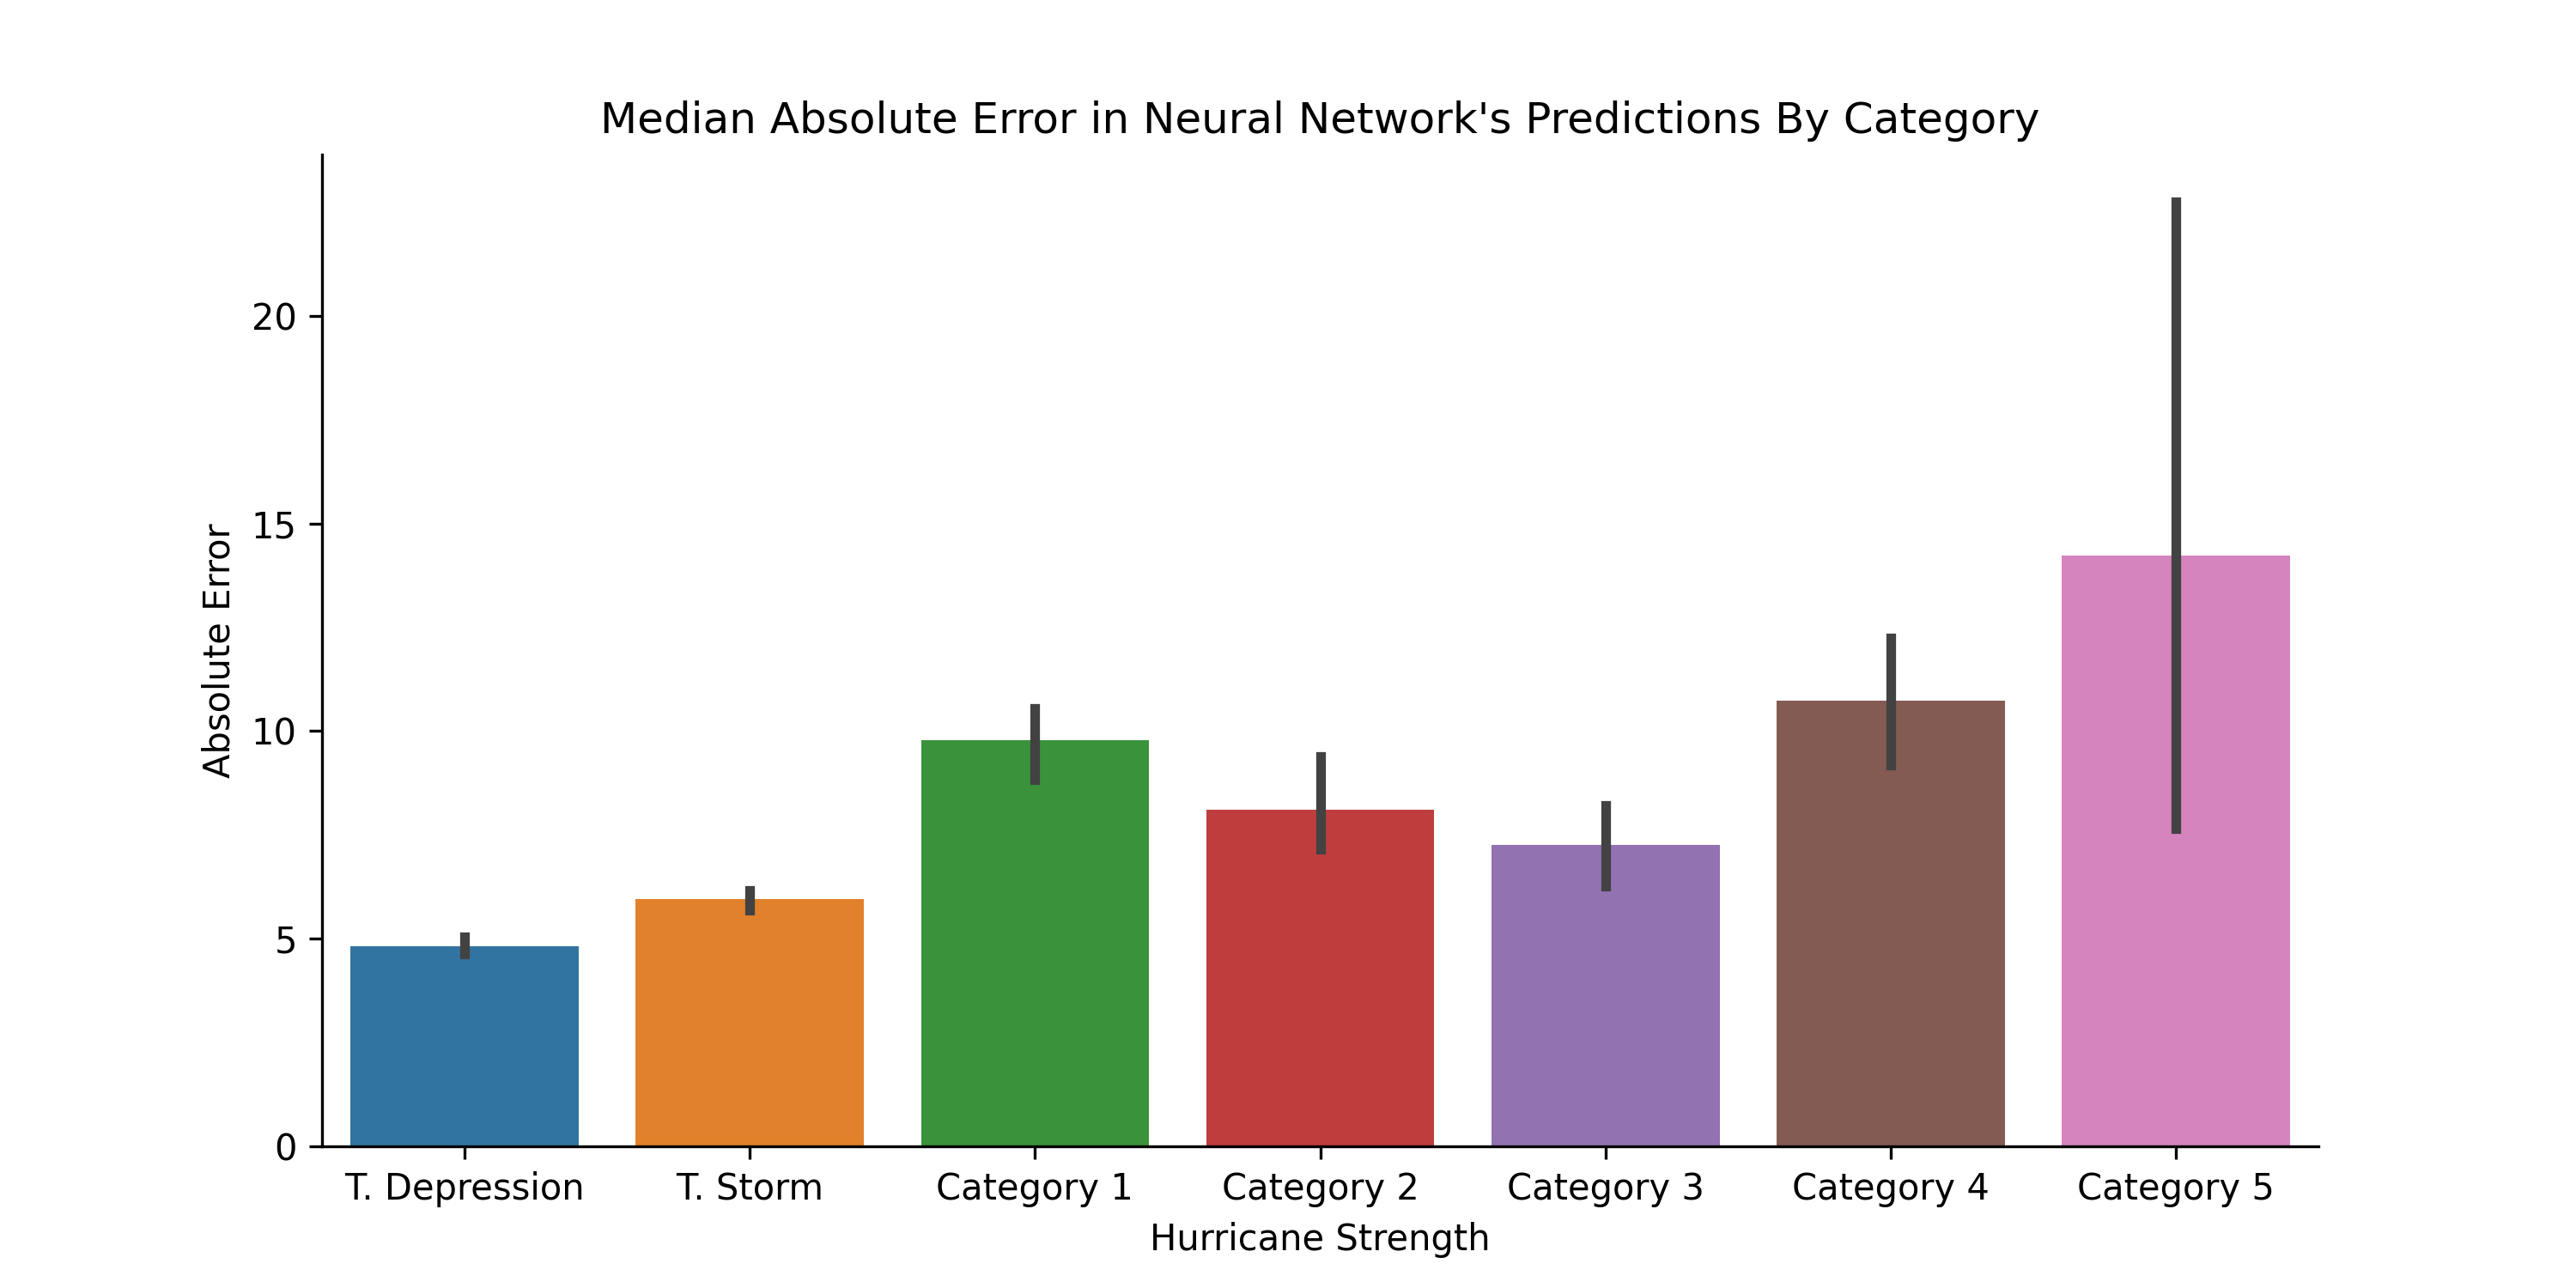 Median Absolute Error in Neural Network's Predictions By Category
Absolute Error
20
15
10
5
0
T. Depression
T. Storm
Category 1
Category 2
Category 3
Category 4
Category 5
Hurricane Strength